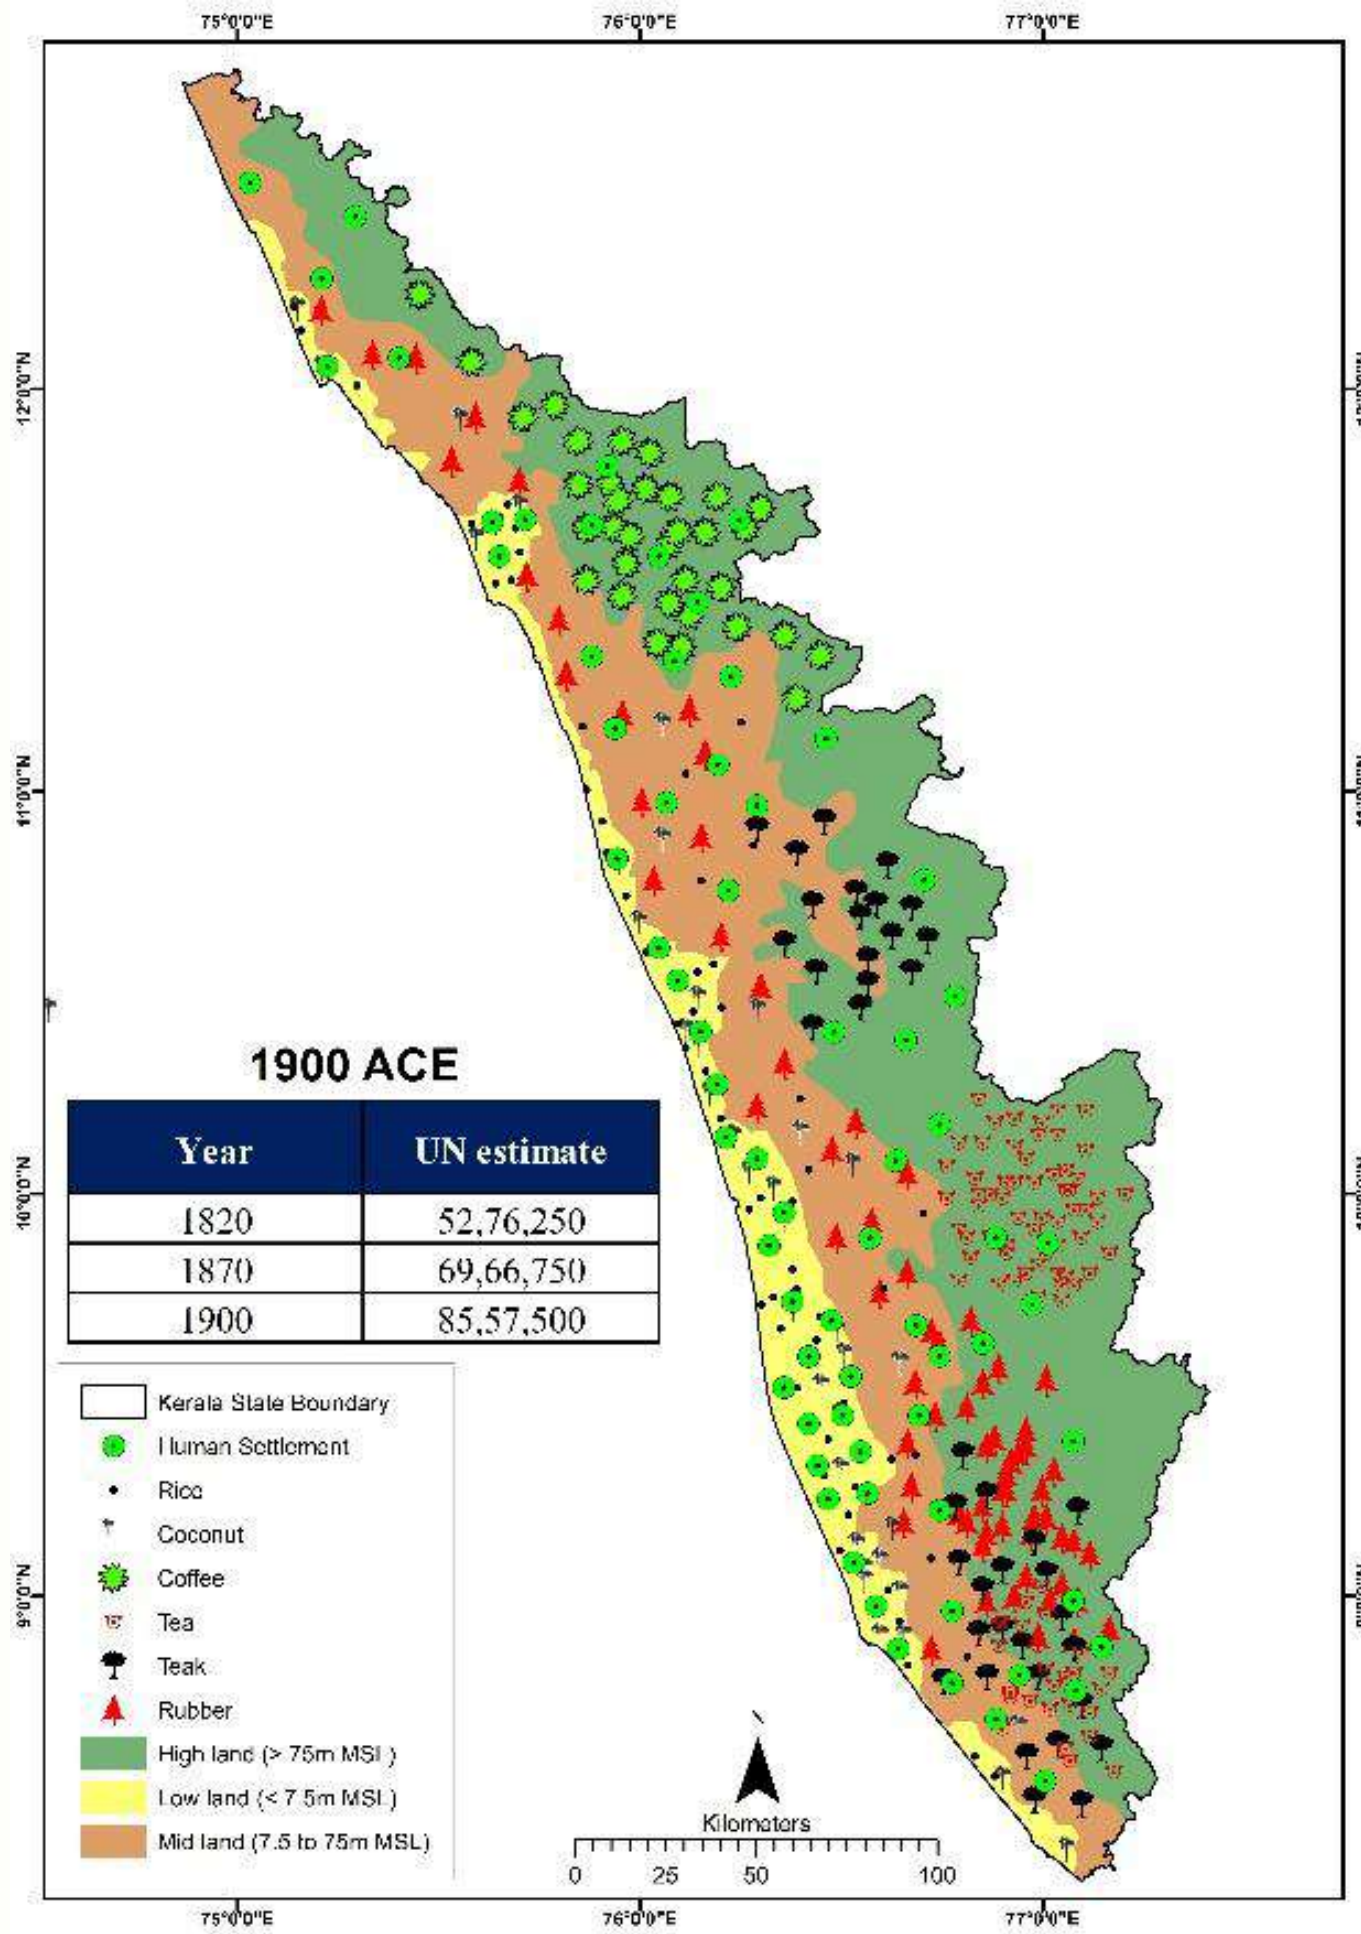 75°0'0"E 76°0'0"E 77°0'0"E
12°0'0"N
11°0'0"N
1900 ACE
Year UN estimate
1820 52,76,250
1870 69,66,750
1900 85,57,500
10°0'0"N
Kerala State Boundary
Human Settlement
Rice
Coconut
Coffee
Tea
Teak
Rubber
High land (> 75m MSL)
Low land (< 7.5m MSL)
Mid land (7.5 to 75m MSL)
9°0'0"N
Kilometers
0 25 50 100
75°0'0"E 76°0'0"E 77°0'0"E